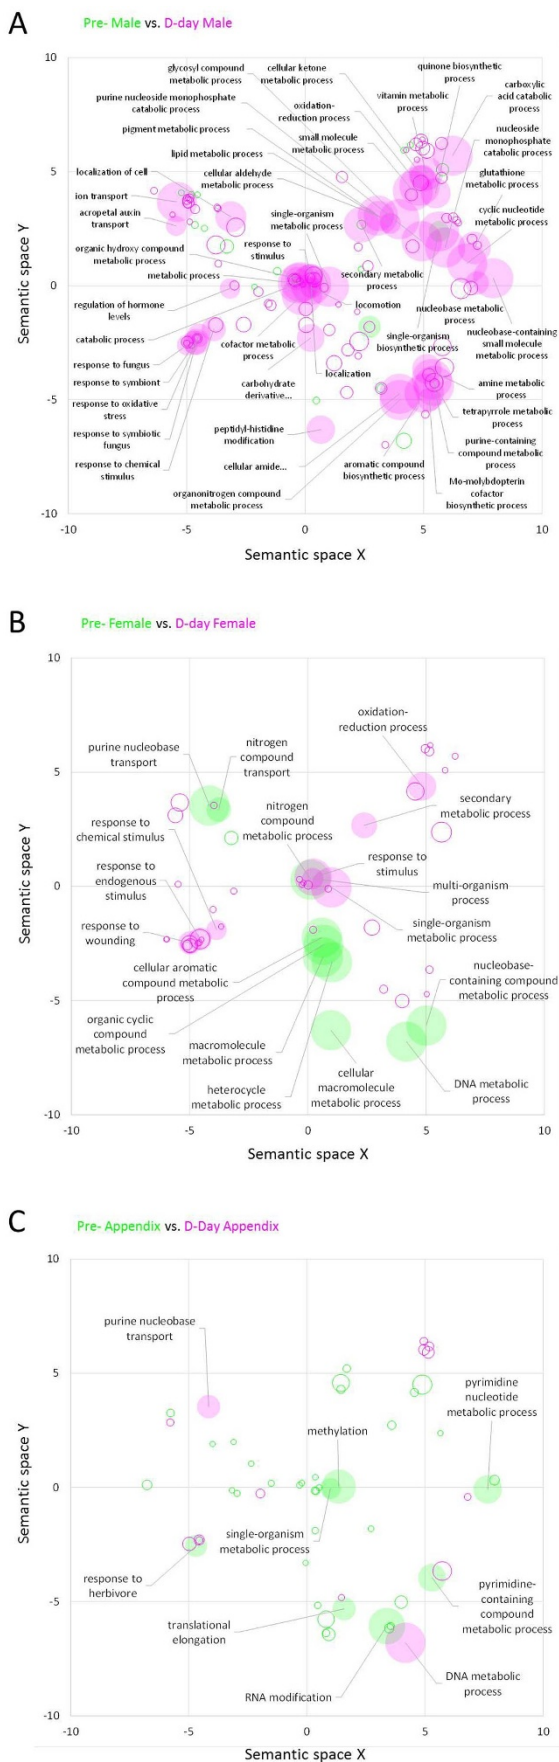 A
Pre- Male vs. D-day Male
10
5
0
-5
-10
-10
-5
0
5
10
Semantic space X
Semantic space Y
glycosyl compound
metabolic process
cellular ketone
metabolic process
quinone biosynthetic
process
purine nucleoside monophosphate
catabolic process
oxidation-
reduction process
vitamin metabolic
process
carboxylic
acid catabolic
process
pigment metabolic process
small molecule
metabolic process
nucleoside
monophosphate
catabolic process
lipid metabolic process
localization of cell
cellular aldehyde
metabolic process
glutathione
metabolic process
ion transport
acropetal auxin
transport
single-organism
metabolic process
cyclic nucleotide
metabolic process
organic hydroxy compound
metabolic process
response to
stimulus
metabolic process
secondary metabolic
process
regulation of hormone
levels
locomotion
nucleobase metabolic
process
catabolic process
cofactor metabolic
process
single-organism
biosynthetic process
nucleobase-containing
small molecule
metabolic process
response to fungus
localization
response to symbiont
carbohydrate
derivative...
amine metabolic
process
response to oxidative
stress
tetrapyrrole metabolic
process
response to symbiotic
fungus
peptidyl-histidine
modification
purine-containing
compound metabolic
process
response to chemical
stimulus
cellular amide...
aromatic compound
biosynthetic process
organonitrogen compound
metabolic process
Mo-molybdopterin
cofactor
biosynthetic process
B
Pre- Female vs. D-day Female
10
5
0
-5
-10
-10
-5
0
5
10
Semantic space X
Semantic space Y
oxidation-
reduction process
purine nucleobase
transport
nitrogen
compound
transport
response to
chemical stimulus
nitrogen
compound
metabolic process
secondary
metabolic process
response to
endogenous
stimulus
response to
stimulus
multi-organism
process
response to
wounding
single-organism
metabolic process
cellular aromatic
compound metabolic
process
nucleobase-
containing compound
metabolic process
organic cyclic
compound
metabolic process
macromolecule
metabolic process
heterocycle
metabolic process
cellular
macromolecule
metabolic process
DNA metabolic
process
C
Pre- Appendix vs. D-Day Appendix
10
5
0
-5
-10
-10
-5
0
5
10
Semantic space X
Semantic space Y
purine nucleobase
transport
pyrimidine
nucleotide
metabolic process
methylation
single-organism
metabolic process
response to
herbivore
translational
elongation
pyrimidine-
containing
compound
metabolic process
RNA modification
DNA metabolic
process